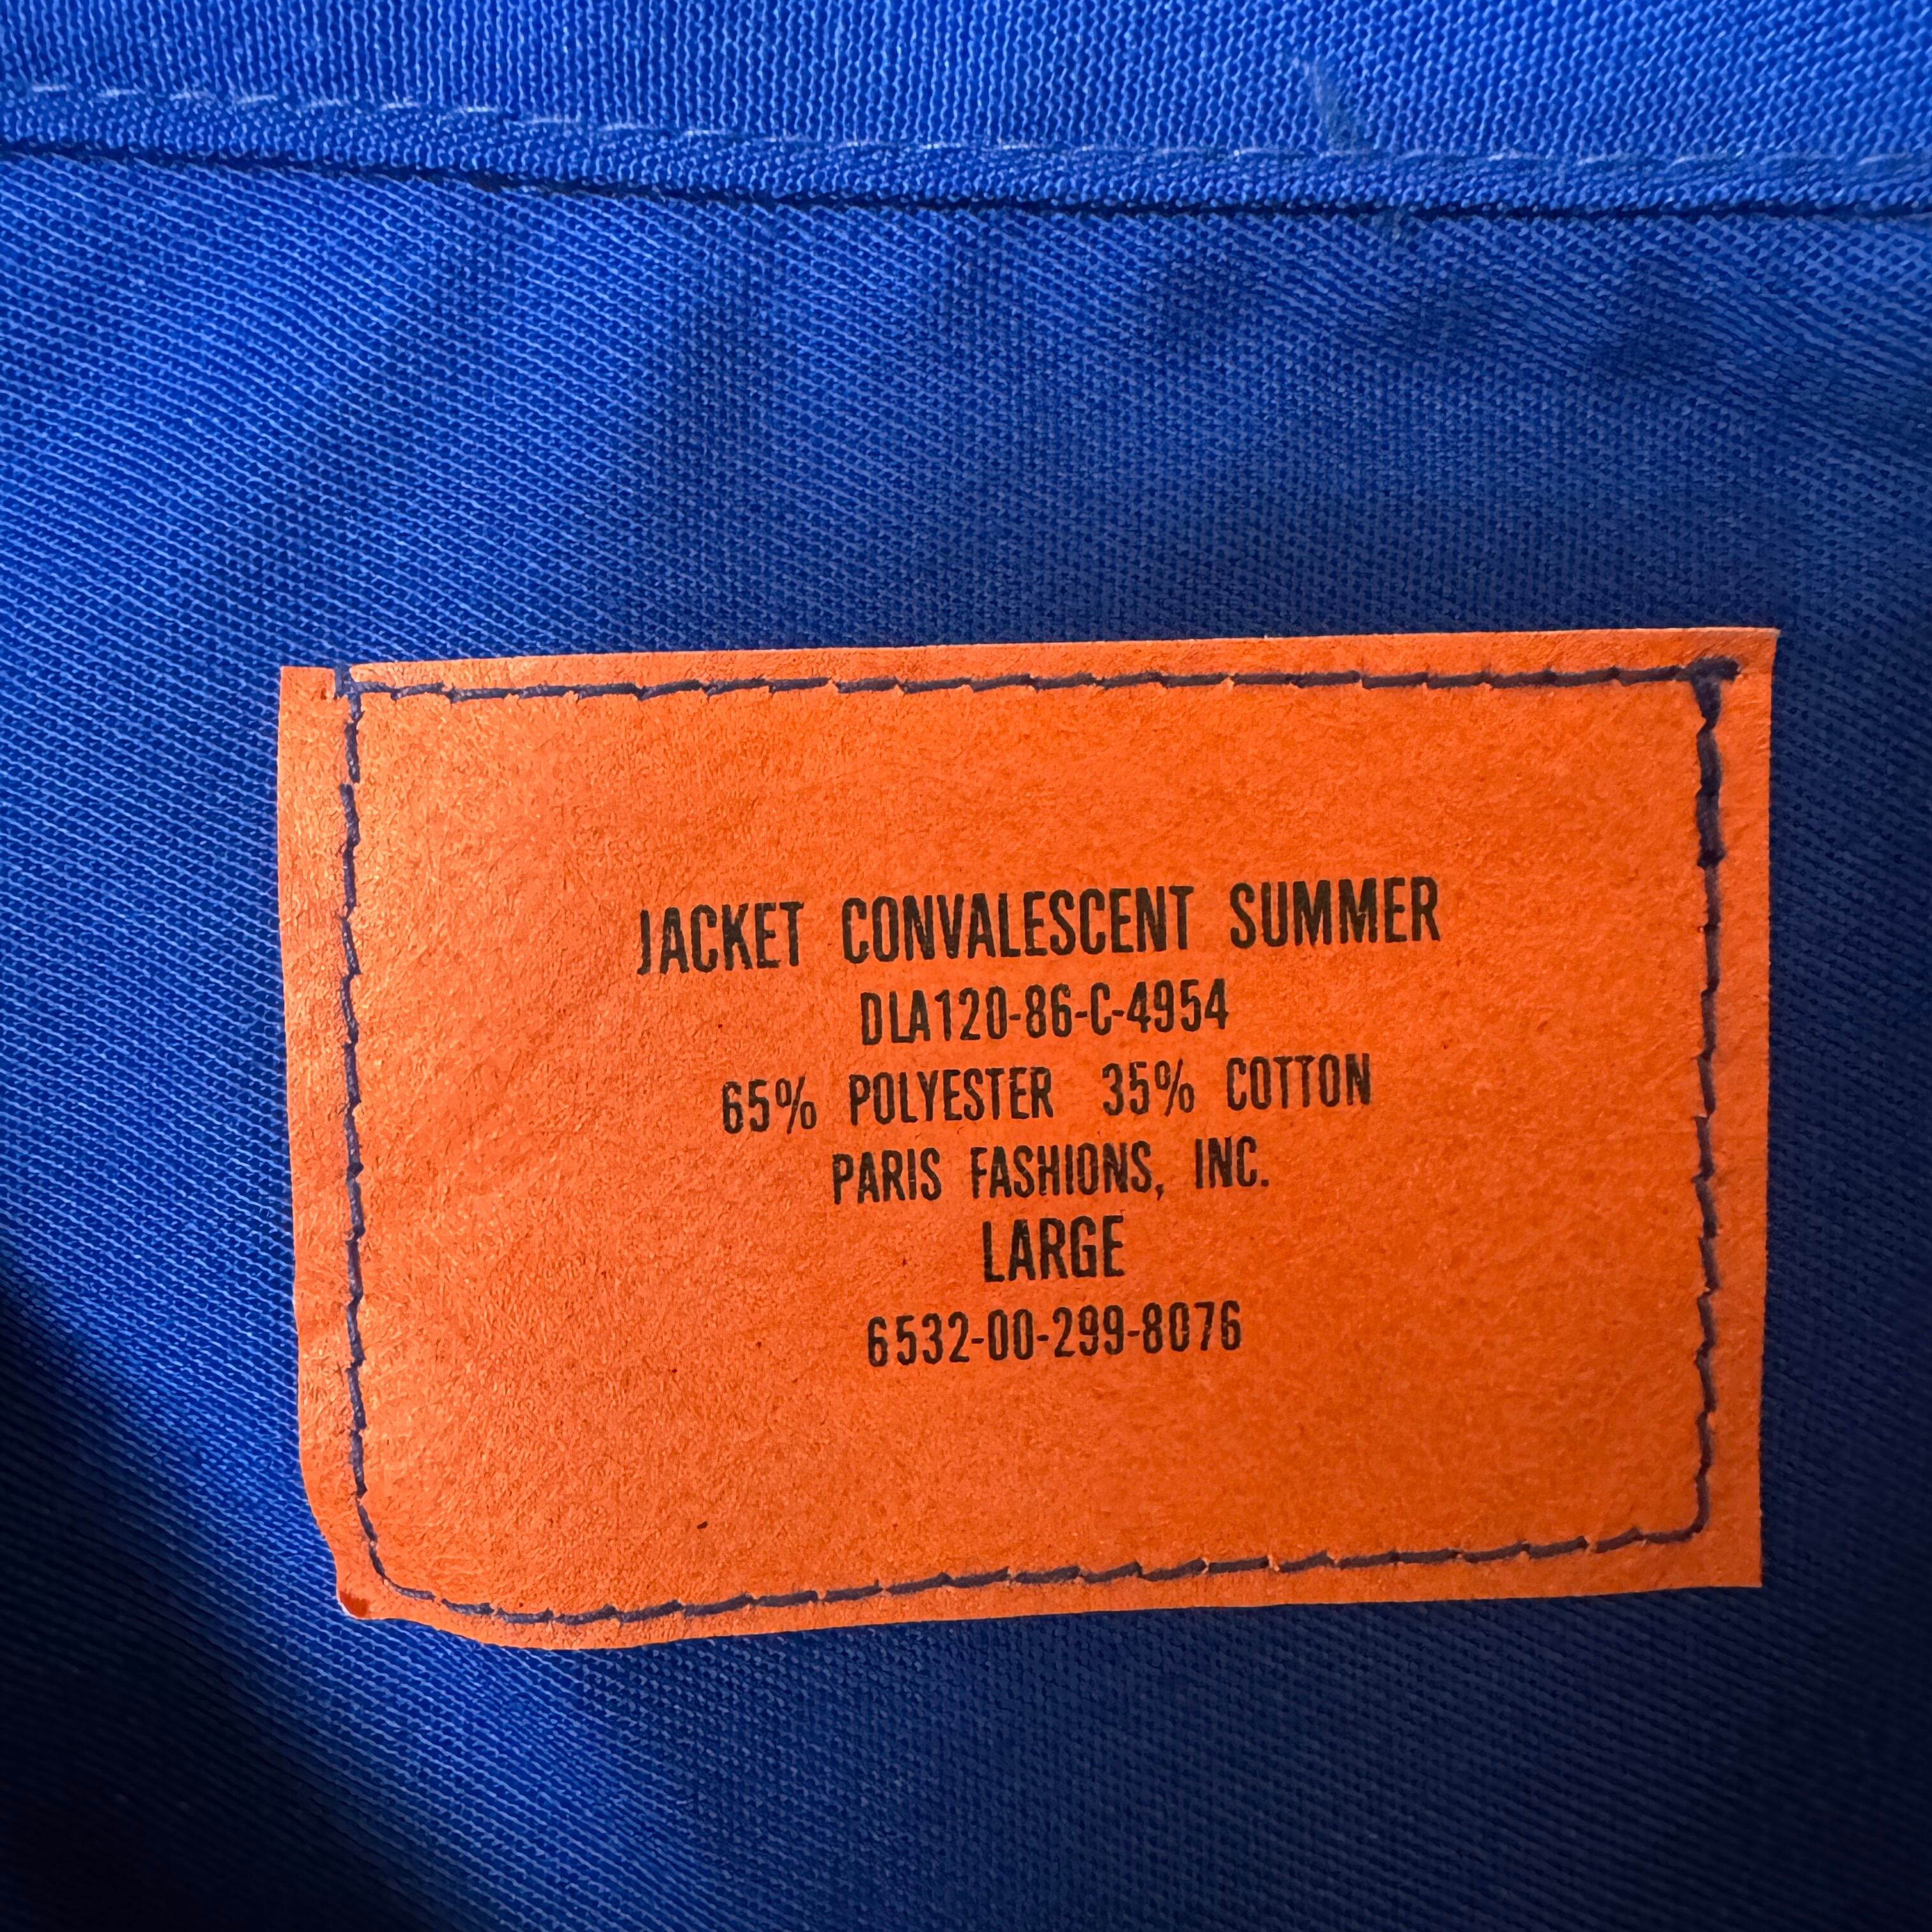 JACKET CONVALESCENT SUMMER
DLA120-86-C-4954
65% POLYESTER 35% COTTON
PARIS FASHIONS, INC.
LARGE
6532-00-299-8076